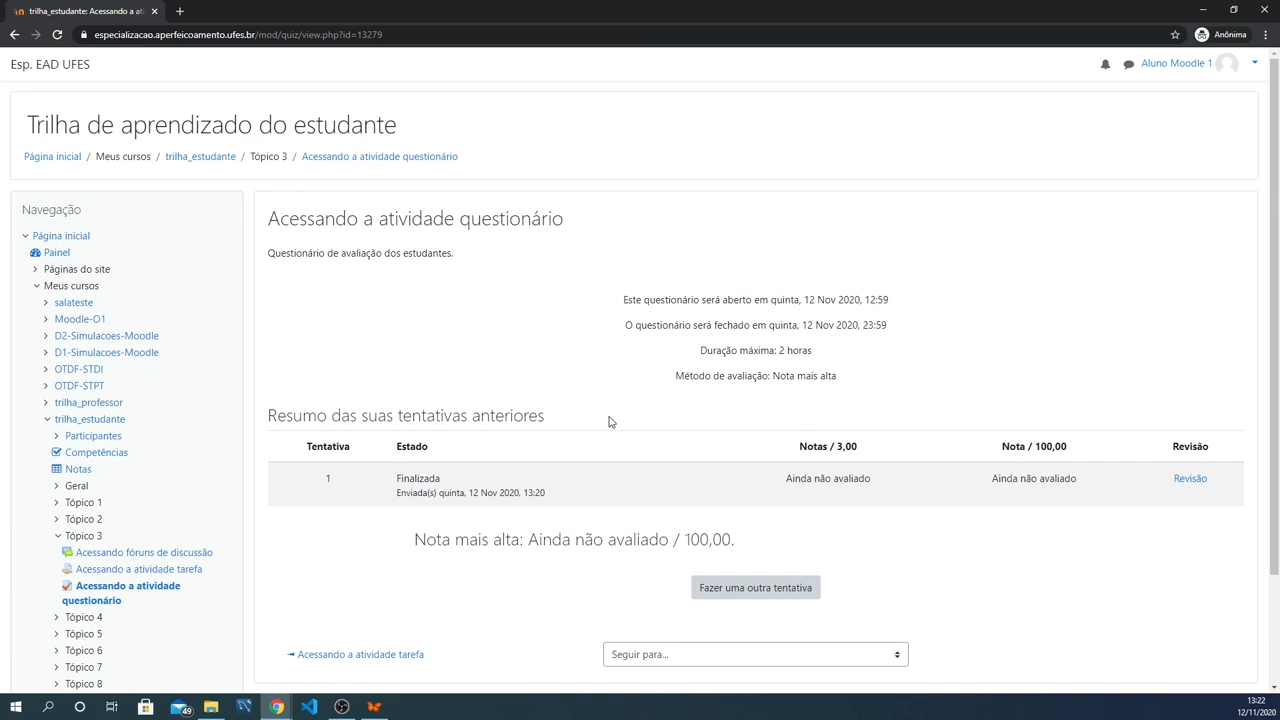 trilha_estudante: Acessando a ati
especializacao.aperfeicoamento.ufes.br/mod/quiz/view.php?id=13279
Anônima
Esp. EAD UFES
Aluno Moodle 1
Trilha de aprendizado do estudante
Página inicial / Meus cursos / trilha_estudante / Tópico 3 / Acessando a atividade questionário
Navegação
Página inicial
Painel
Páginas do site
Meus cursos
salateste
Moodle-O1
D2-Simulacoes-Moodle
D1-Simulacoes-Moodle
OTDF-STDI
OTDF-STPT
trilha_professor
trilha_estudante
Participantes
Competências
Notas
Geral
Tópico 1
Tópico 2
Tópico 3
Acessando fóruns de discussão
Acessando a atividade tarefa
Acessando a atividade
questionário
Tópico 4
Tópico 5
Tópico 6
Tópico 7
Tópico 8
Acessando a atividade questionário
Questionário de avaliação dos estudantes.
Este questionário será aberto em quinta, 12 Nov 2020, 12:59
O questionário será fechado em quinta, 12 Nov 2020, 23:59
Duração máxima: 2 horas
Método de avaliação: Nota mais alta
Resumo das suas tentativas anteriores
Tentativa Estado Notas / 3,00 Nota / 100,00 Revisão
1 Finalizada Ainda não avaliado Ainda não avaliado Revisão
Enviada(s) quinta, 12 Nov 2020, 13:20
Nota mais alta: Ainda não avaliado / 100,00.
Fazer uma outra tentativa
◄ Acessando a atividade tarefa
Seguir para...
49
13:22
12/11/2020